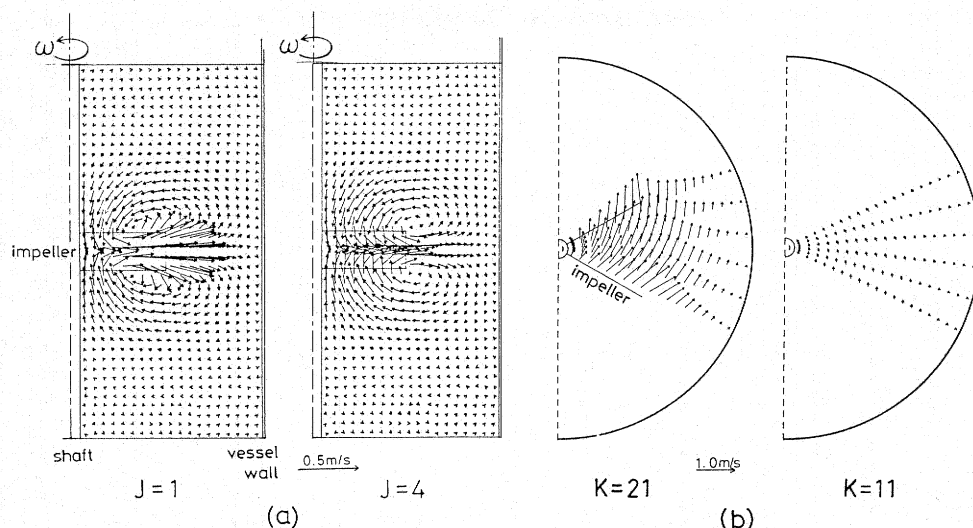 ω
ω
impeller
impeller
shaft
vessel
wall
0.5m/s
1.0m/s
J=1
J=4
K=21
K=11
(a)
(b)